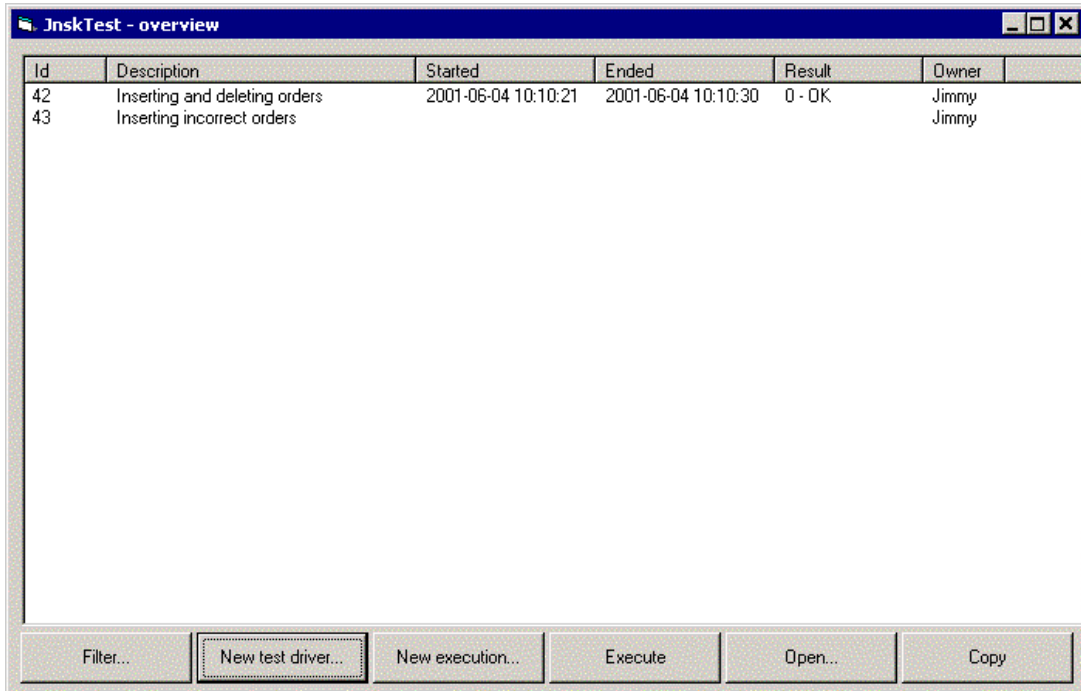 JnskTest - overview
Id Description Started Ended Result Owner
42 Inserting and deleting orders 2001-06-04 10:10:21 2001-06-04 10:10:30 0 - OK Jimmy
43 Inserting incorrect orders Jimmy
Filter... New test driver... New execution... Execute Open... Copy